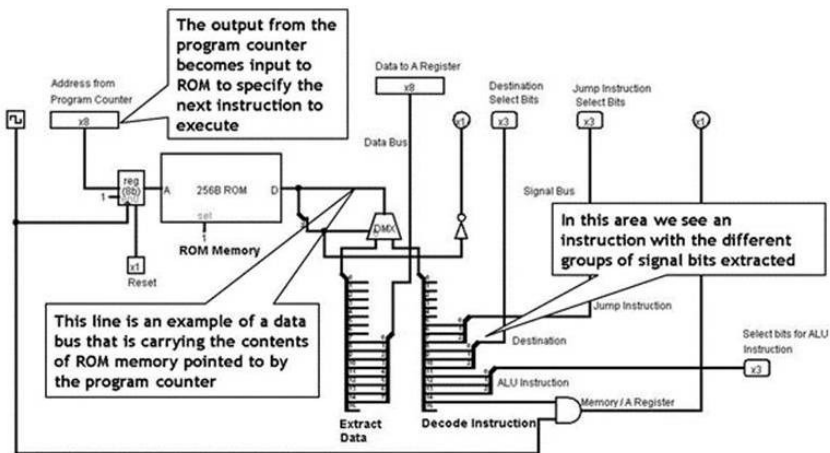 The output from the
program counter
becomes input to
ROM to specify the
next instruction to
execute
Address from
Program Counter
x8
Data to A Register
x8
Destination
Select Bits
x3
Jump Instruction
Select Bits
x3
x1
x1
Data Bus
Signal Bus
reg
(8b)
1
A
256B ROM
D
sel
1
ROM Memory
x1
Reset
DMX
In this area we see an
instruction with the different
groups of signal bits extracted
This line is an example of a data
bus that is carrying the contents
of ROM memory pointed to by
the program counter
Jump Instruction
Destination
ALU Instruction
Select bits for ALU
Instruction
x3
Memory / A Register
Extract
Data
Decode Instruction